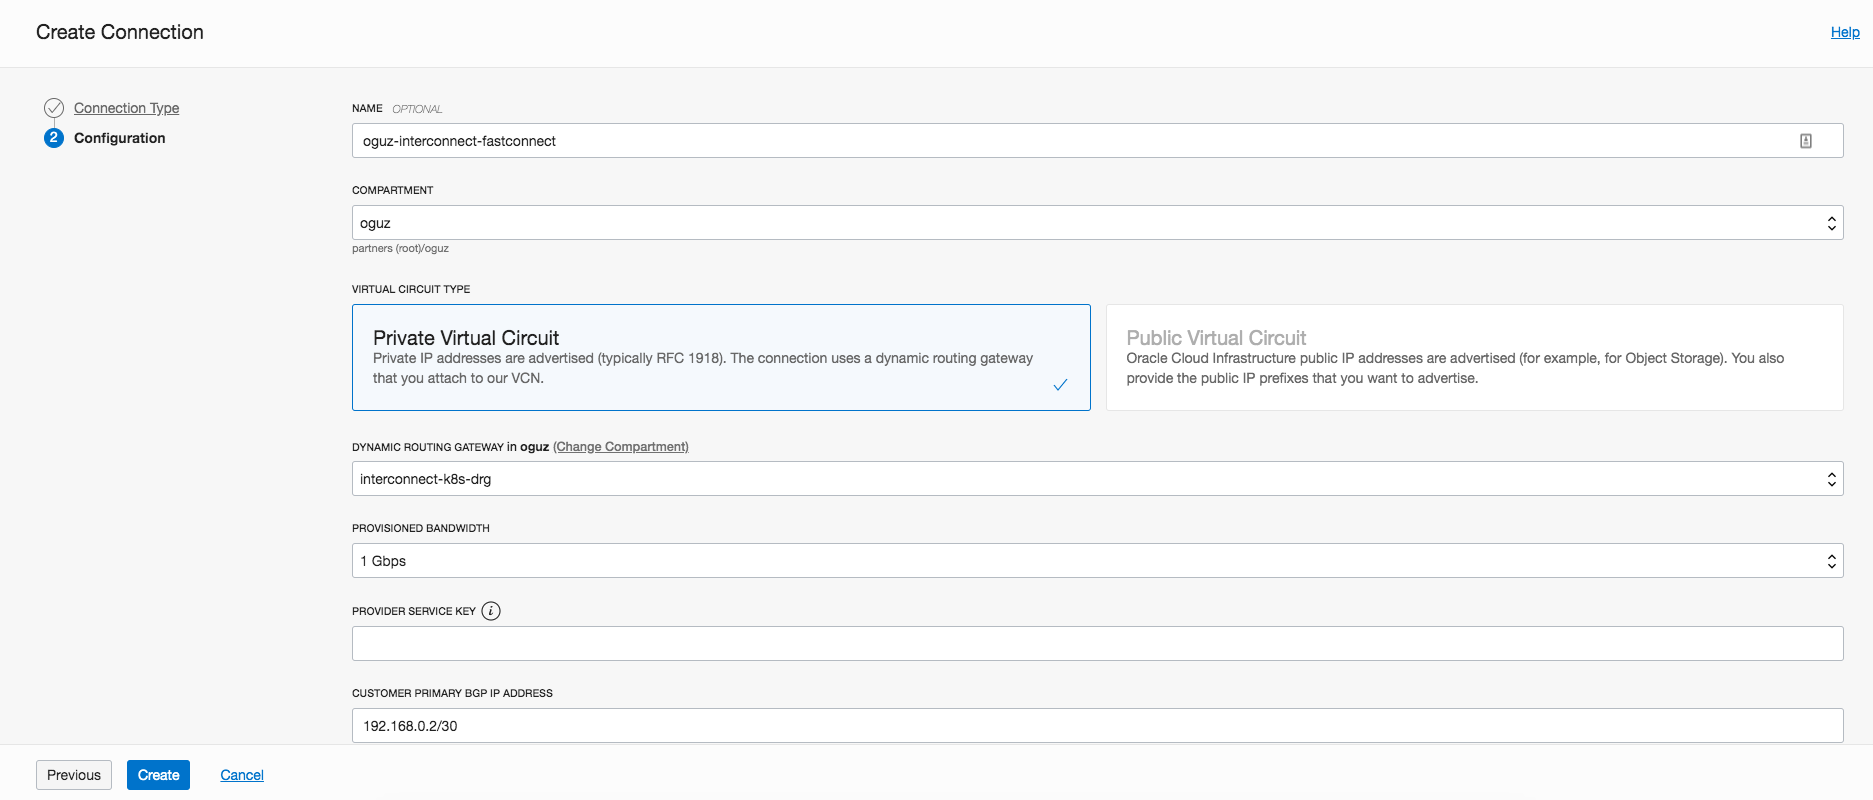 Create Connection
Help
Connection Type
2 Configuration
NAME OPTIONAL
oguz-interconnect-fastconnect
COMPARTMENT
oguz
partners (root)/oguz
VIRTUAL CIRCUIT TYPE
Private Virtual Circuit
Private IP addresses are advertised (typically RFC 1918). The connection uses a dynamic routing gateway
that you attach to our VCN.
Public Virtual Circuit
Oracle Cloud Infrastructure public IP addresses are advertised (for example, for Object Storage). You also
provide the public IP prefixes that you want to advertise.
DYNAMIC ROUTING GATEWAY in oguz (Change Compartment)
interconnect-k8s-drg
PROVISIONED BANDWIDTH
1 Gbps
PROVIDER SERVICE KEY i
CUSTOMER PRIMARY BGP IP ADDRESS
192.168.0.2/30
Previous
Create
Cancel